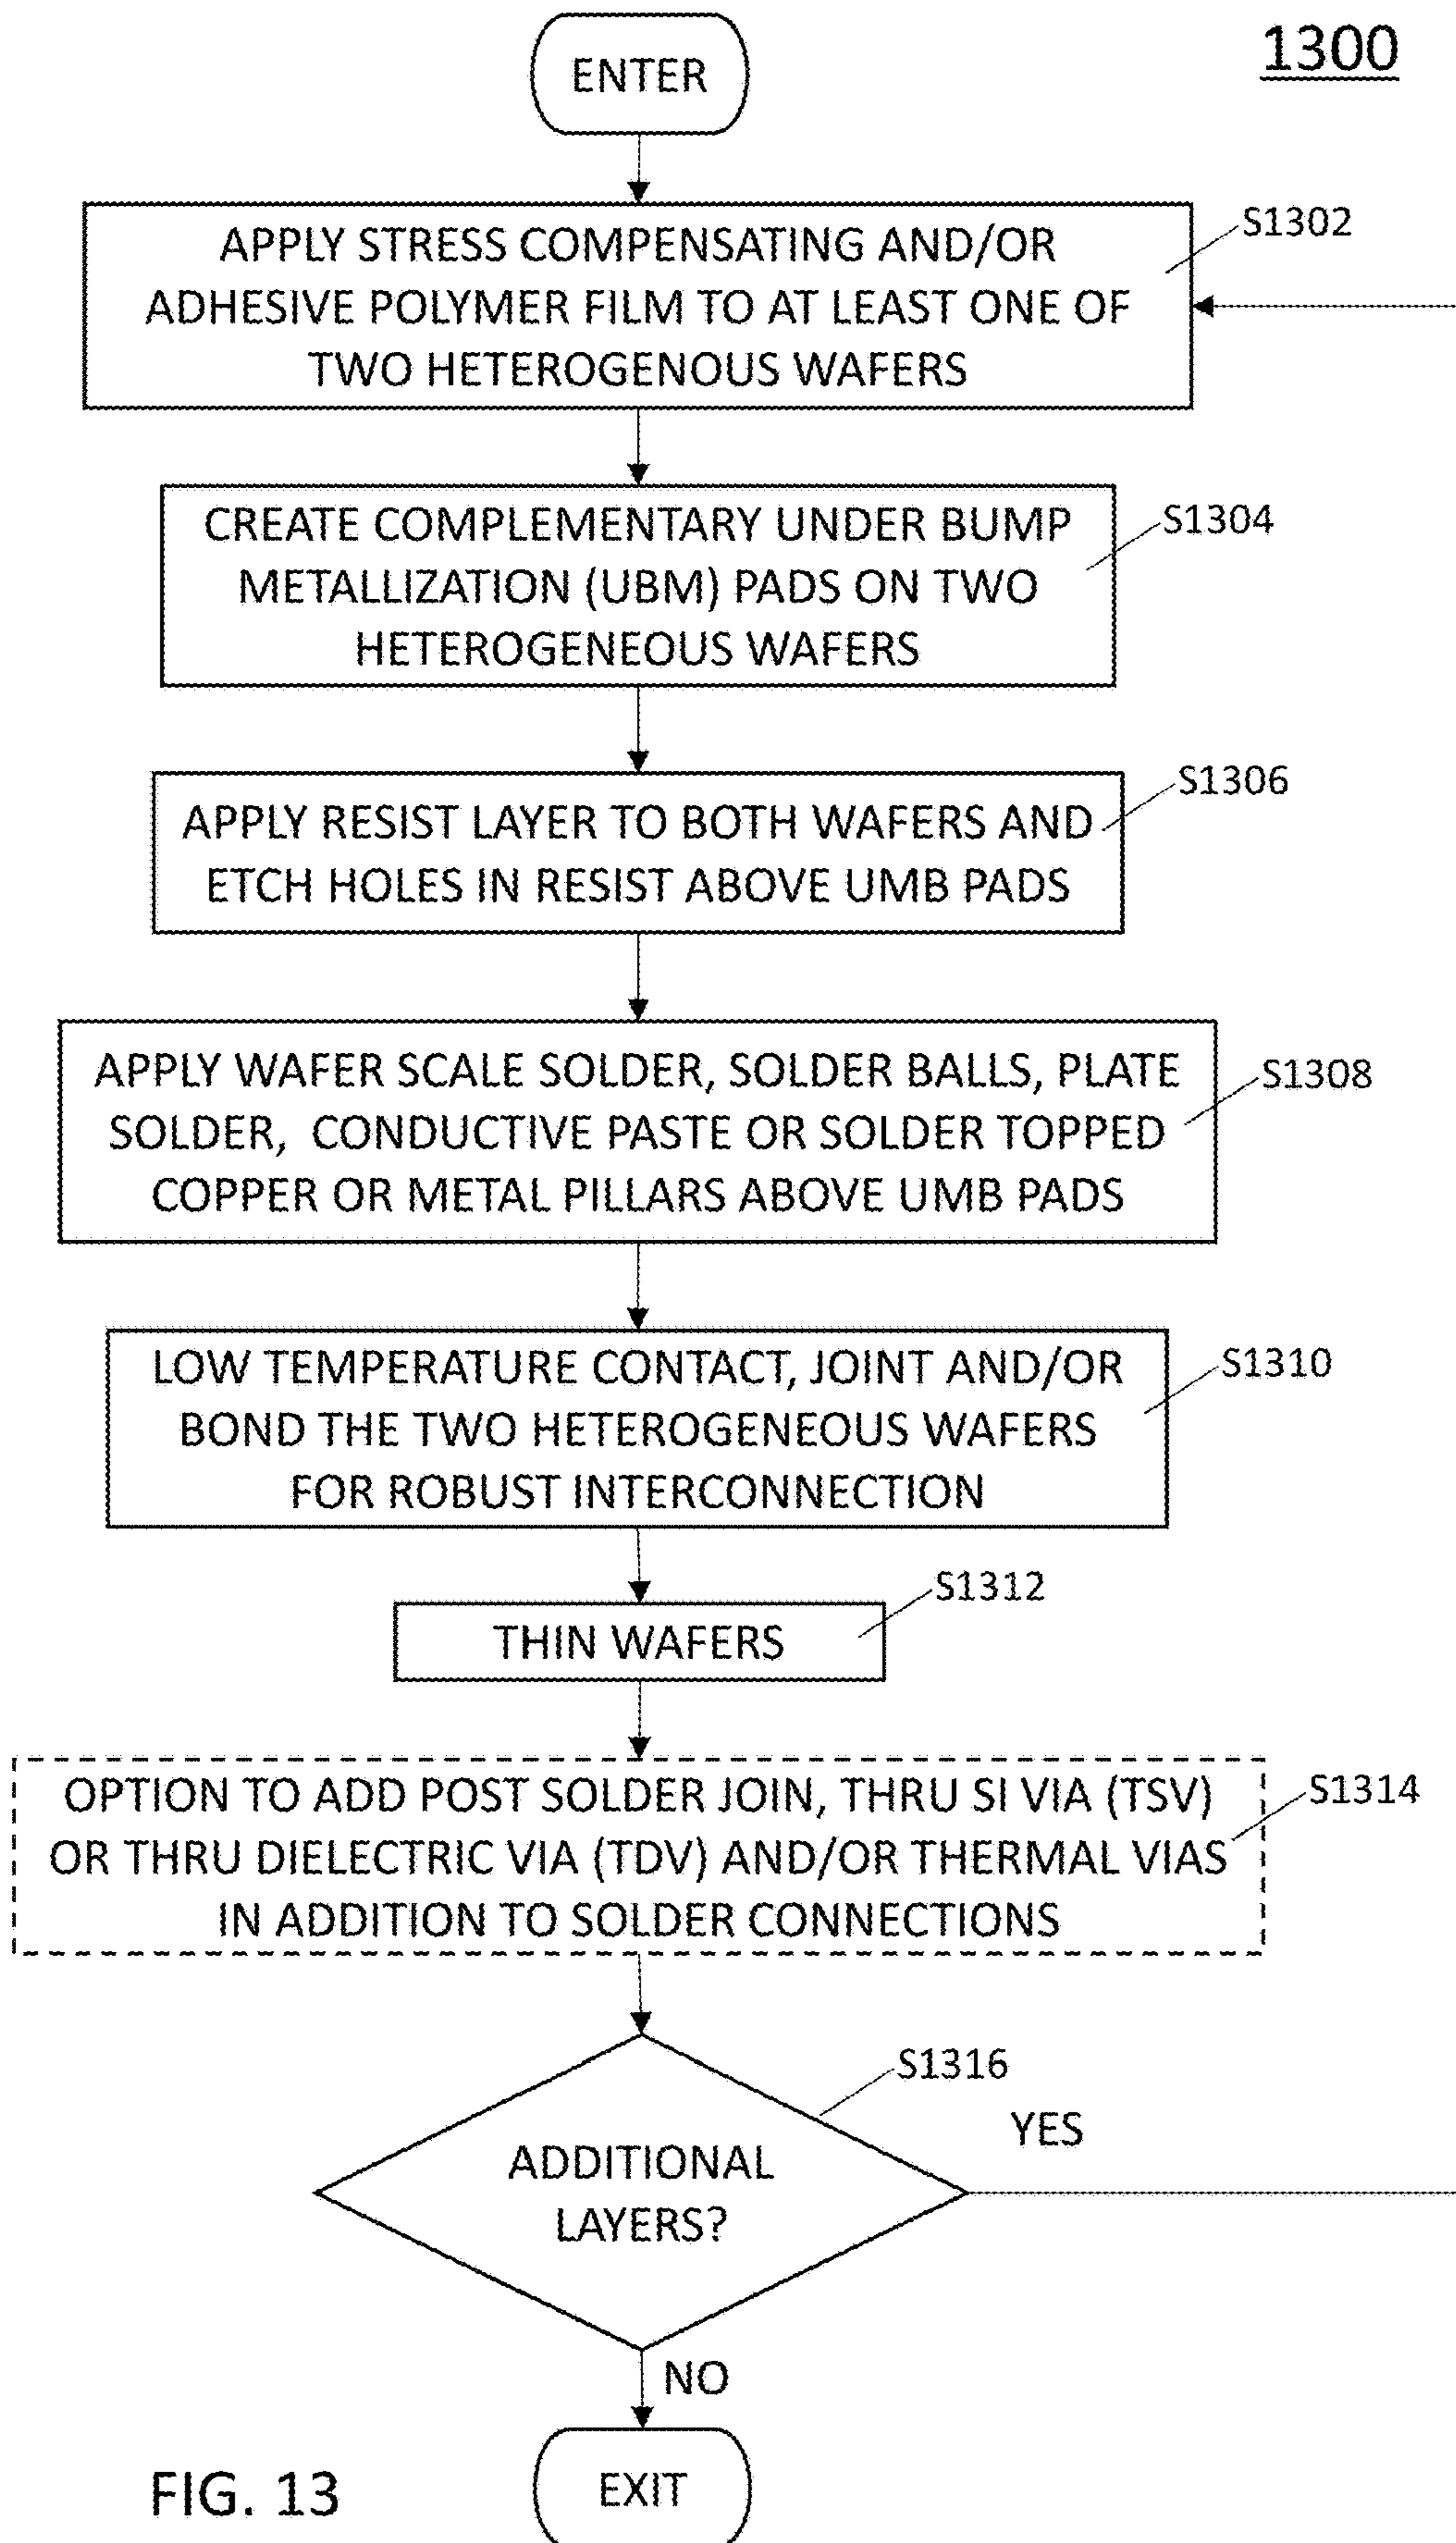 1300
ENTER
S1302
APPLY STRESS COMPENSATING AND/OR
ADHESIVE POLYMER FILM TO AT LEAST ONE OF
TWO HETEROGENOUS WAFERS
S1304
CREATE COMPLEMENTARY UNDER BUMP
METALLIZATION (UBM) PADS ON TWO
HETEROGENEOUS WAFERS
S1306
APPLY RESIST LAYER TO BOTH WAFERS AND
ETCH HOLES IN RESIST ABOVE UMB PADS
S1308
APPLY WAFER SCALE SOLDER, SOLDER BALLS, PLATE
SOLDER, CONDUCTIVE PASTE OR SOLDER TOPPED
COPPER OR METAL PILLARS ABOVE UMB PADS
S1310
LOW TEMPERATURE CONTACT, JOINT AND/OR
BOND THE TWO HETEROGENEOUS WAFERS
FOR ROBUST INTERCONNECTION
S1312
THIN WAFERS
S1314
OPTION TO ADD POST SOLDER JOIN, THRU SI VIA (TSV)
OR THRU DIELECTRIC VIA (TDV) AND/OR THERMAL VIAS
IN ADDITION TO SOLDER CONNECTIONS
S1316
ADDITIONAL
LAYERS?
YES
NO
EXIT
FIG. 13